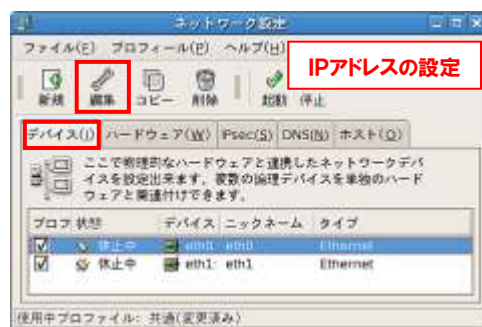 ネットワーク設定
ファイル(F) プロファイル(P) ヘルプ(H)
IPアドレスの設定
新規 編集 コピー 削除 起動 停止
デバイス(I) ハードウェア(W) IPsec(S) DNS(N) ホスト(O)
ここで物理的なハードウェアと連携したネットワークデバ
イスを設定出来ます。複数の論理デバイスを単独のハード
ウェアと関連付けできます。
プロフ 状態 デバイス ニックネーム タイプ
休止中 eth0 eth0 Ethernet
休止中 eth1 eth1 Ethernet
使用中プロファイル: 共通(変更済み)